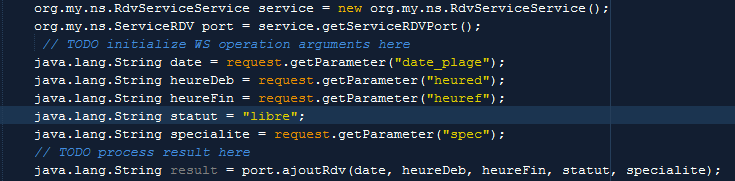 org.my.ns.RdvServiceService service = new org.my.ns.RdvServiceService();
org.my.ns.ServiceRDV port = service.getServiceRDVPort();
// TODO initialize WS operation arguments here
java.lang.String date = request.getParameter("date_plage");
java.lang.String heureDeb = request.getParameter("heured");
java.lang.String heureFin = request.getParameter("heuref");
java.lang.String statut = "libre";
java.lang.String specialite = request.getParameter("spec");
// TODO process result here
java.lang.String result = port.ajoutRdv(date, heureDeb, heureFin, statut, specialite);